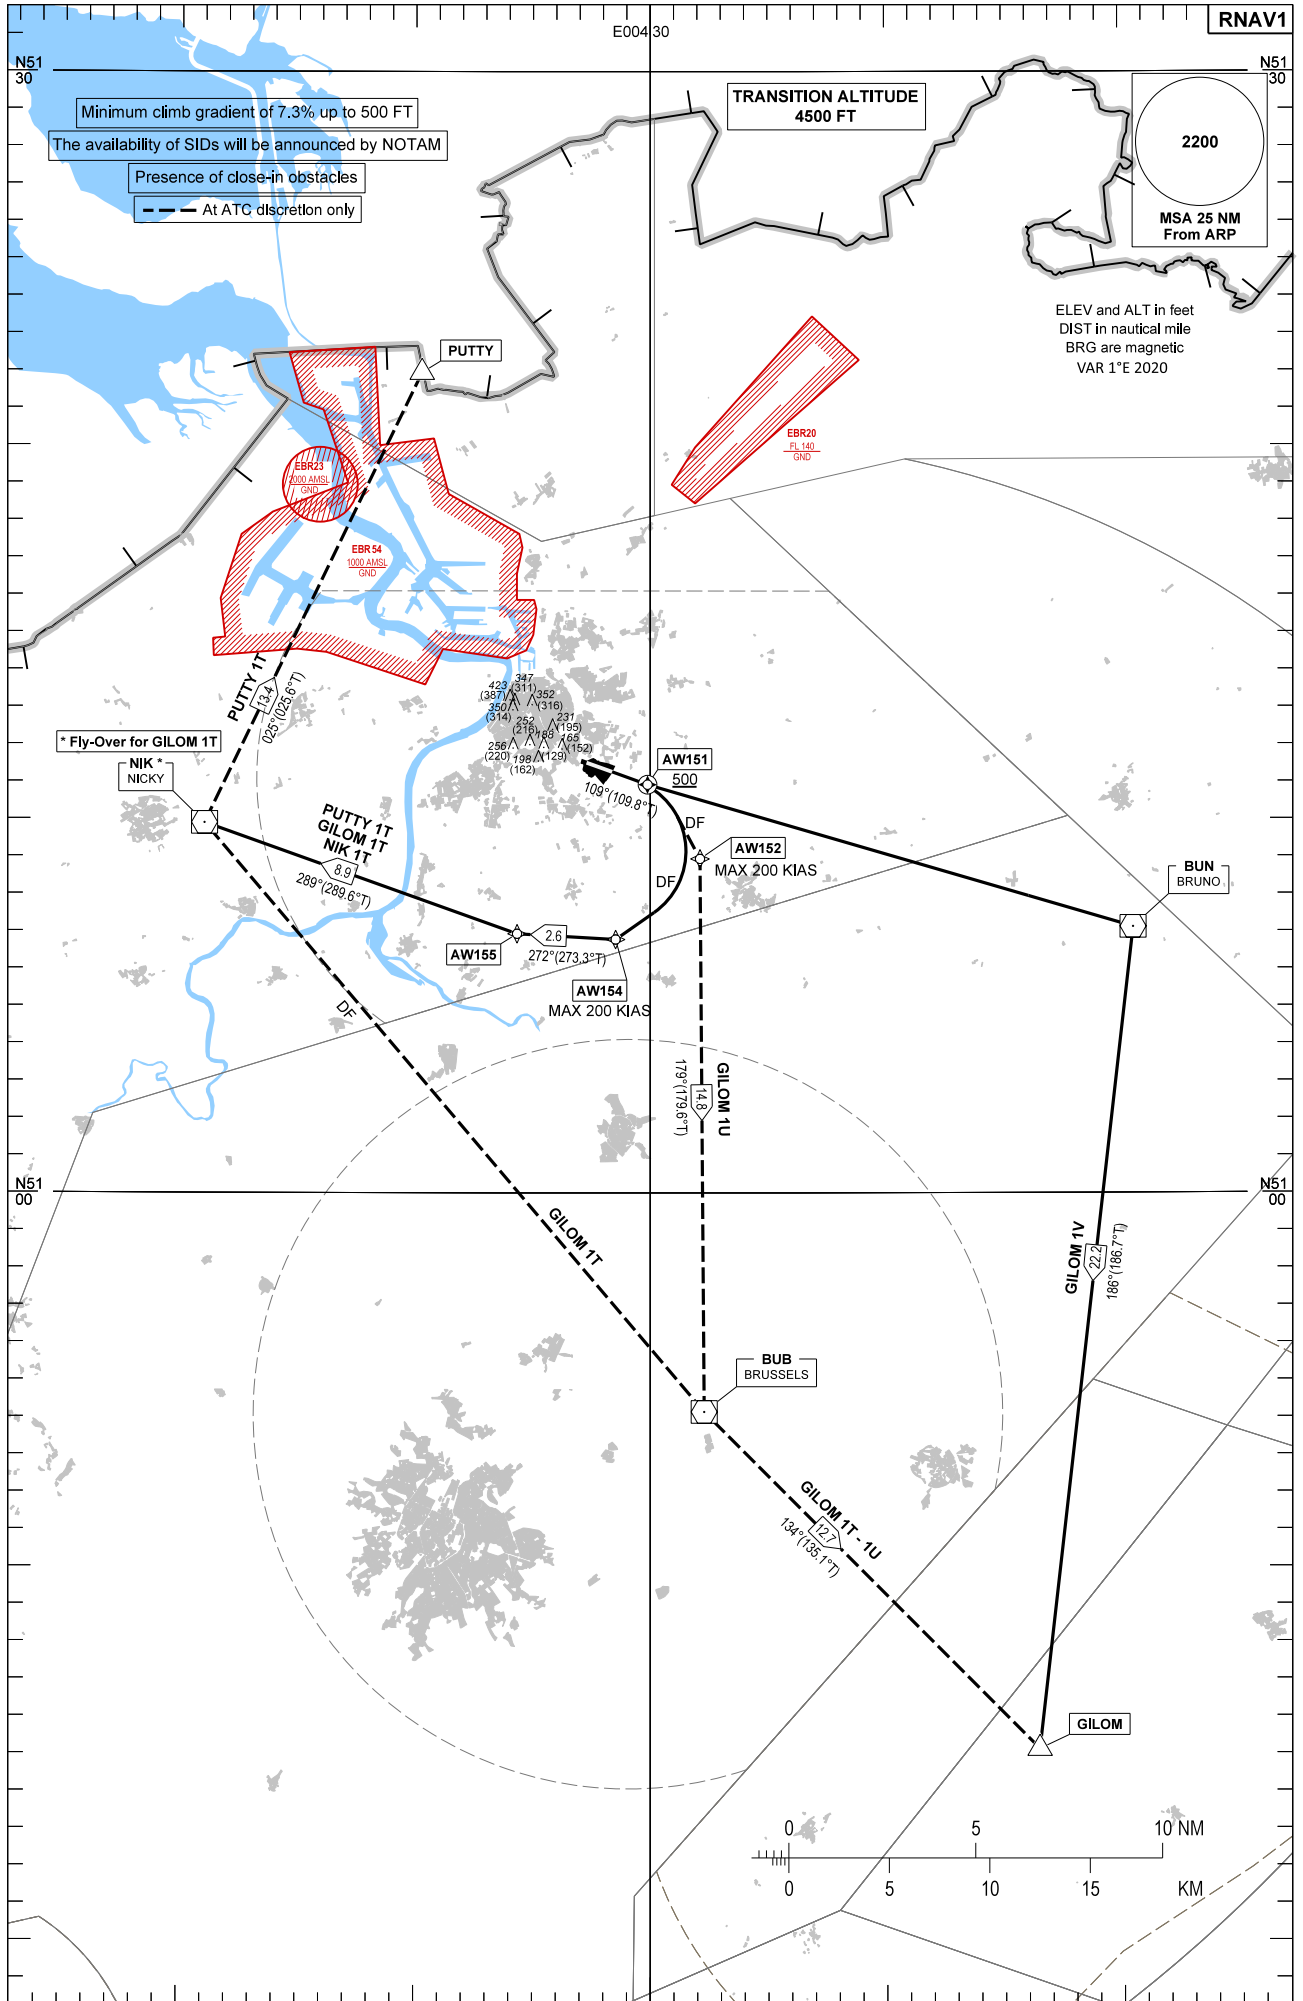 RNAV1
E004 30
N51
30
N51
30
Minimum climb gradient of 7.3% up to 500 FT
The availability of SIDs will be announced by NOTAM
Presence of close-in obstacles
At ATC discretion only
TRANSITION ALTITUDE
4500 FT
2200
MSA 25 NM
From ARP
ELEV and ALT in feet
DIST in nautical mile
BRG are magnetic
VAR 1°E 2020
PUTTY
EBR20
FL 140
GND
EBR23
2000 AMSL
GND
EBR54
1000 AMSL
GND
PUTTY 1T
13.4
025°(025.6°T)
423
(387)
347
(311)
350
(314)
352
(316)
252
(216)
231
(195)
188
(129)
165
(152)
256
(220)
198
(162)
* Fly-Over for GILOM 1T
NIK *
NICKY
AW151
500
109°(109.8°T)
DF
AW152
MAX 200 KIAS
DF
PUTTY 1T
GILOM 1T
NIK 1T
8.9
289°(289.6°T)
BUN
BRUNO
AW155
2.6
272°(273.3°T)
AW154
MAX 200 KIAS
DF
GILOM 1U
14.8
179°(179.6°T)
N51
00
N51
00
GILOM 1T
GILOM 1V
22.2
186°(186.7°T)
BUB
BRUSSELS
GILOM 1T - 1U
12.7
134°(135.1°T)
GILOM
0 5 10 NM
0 5 10 15 KM